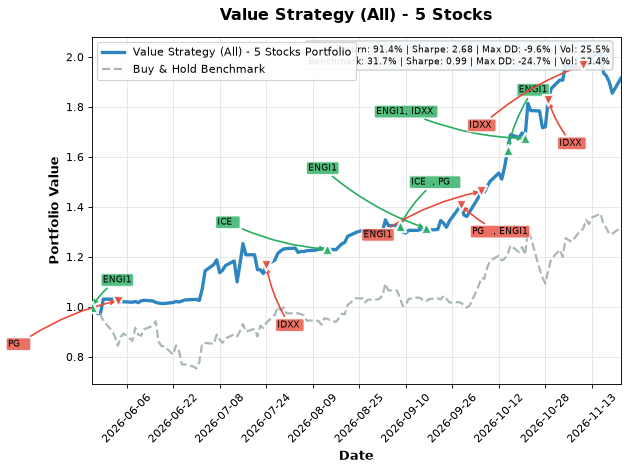 Value Strategy (All) - 5 Stocks
Value Strategy (All) - 5 Stocks Portfolio
Buy & Hold Benchmark
91.4% | Sharpe: 2.68 | Max DD: -9.6% | Vol: 25.5%
31.7% | Sharpe: 0.99 | Max DD: -24.7% | Vol:
Portfolio Value
2.0
1.8
1.6
1.4
1.2
1.0
0.8
ENGI1
ENGI1, IDXX
IDXX
IDXX
ENGI1
ICE , PG
ICE
ENGI1
PG , ENGI1
ENGI1
IDXX
PG
2026-06-06
2026-06-22
2026-07-08
2026-07-24
2026-08-09
2026-08-25
2026-09-10
2026-09-26
2026-10-12
2026-10-28
2026-11-13
Date